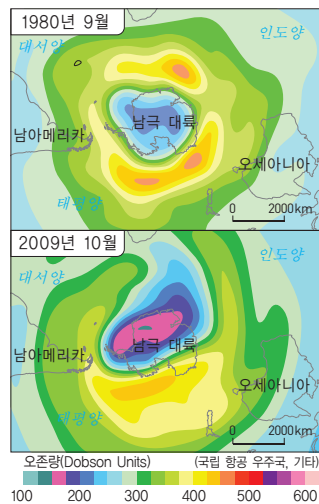 1980년 9월
대서양
인도양
남극 대륙
남아메리카
오세아니아
태평양
0 2000km
2009년 10월
대서양
인도양
남극 대륙
남아메리카
오세아니아
태평양
0 2000km
오존량(Dobson Units) (국립 항공 우주국, 기타)
100 200 300 400 500 600